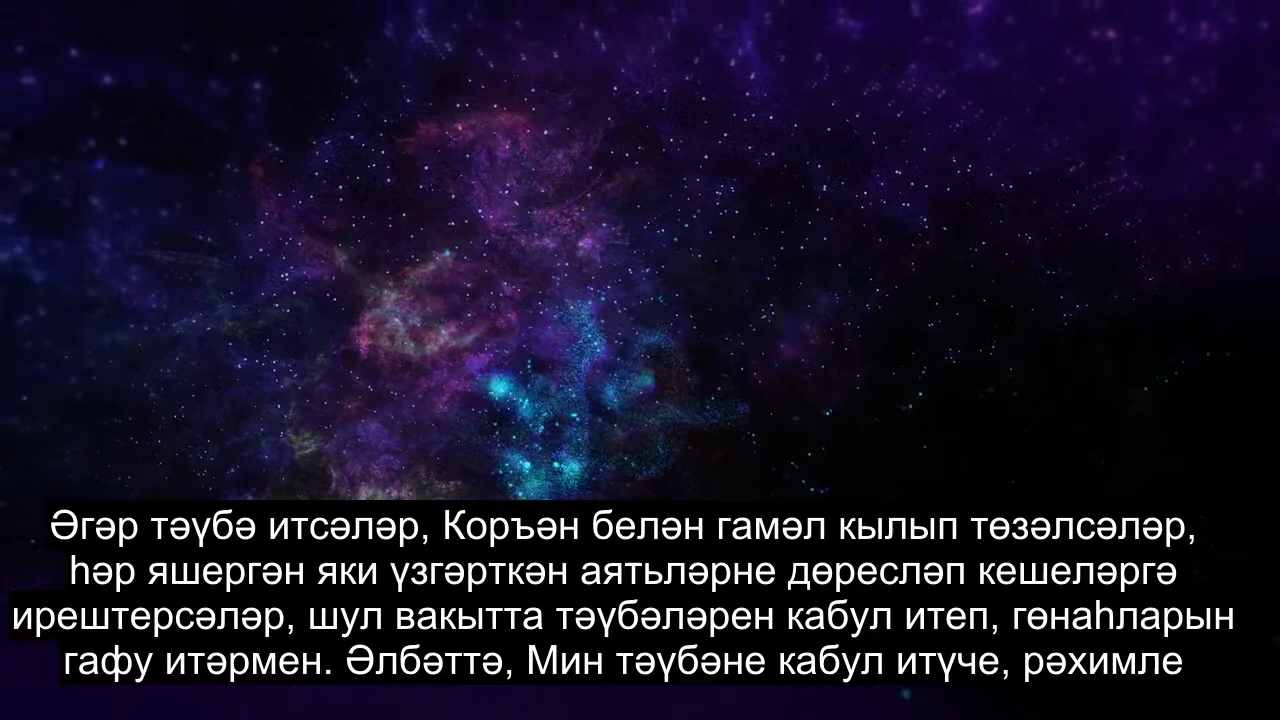 Әгәр тәүбә итсәләр, Коръән белән гамәл кылып төзәлсәләр,
һәр яшергән яки үзгәрткән аятьләрне дөресләп кешеләргә
ирештерсәләр, шул вакытта тәүбәләрен кабул итеп, гөнаһларын
гафу итәрмен. Әлбәттә, Мин тәүбәне кабул итүче, рәхимле